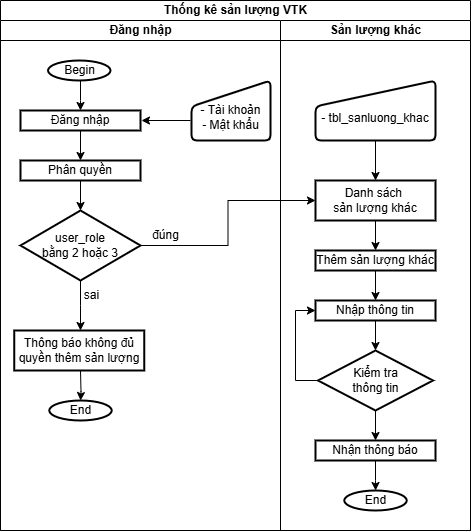 Thống kê sản lượng VTK
Đăng nhập
Sản lượng khác
Begin
Đăng nhập
- Tài khoản
- Mật khẩu
Phân quyền
user_role
bằng 2 hoặc 3
đúng
sai
Thông báo không đủ
quyền thêm sản lượng
End
- tbl_sanluong_khac
Danh sách
sản lượng khác
Thêm sản lượng khác
Nhập thông tin
Kiểm tra
thông tin
Nhận thông báo
End